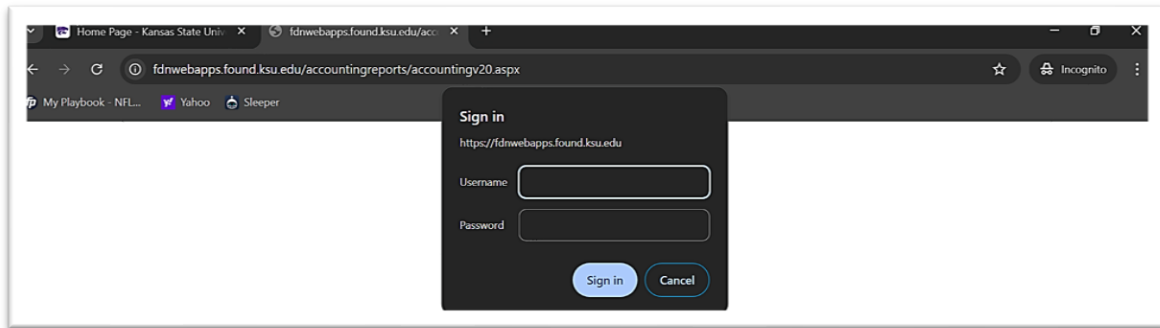 Home Page - Kansas State Univ
fdnwebapps.found.ksu.edu/acc
fdnwebapps.found.ksu.edu/accountingreports/accountingv20.aspx
Incognito
My Playbook - NFL...
Yahoo
Sleeper
Sign in
https://fdnwebapps.found.ksu.edu
Username
Password
Sign in
Cancel